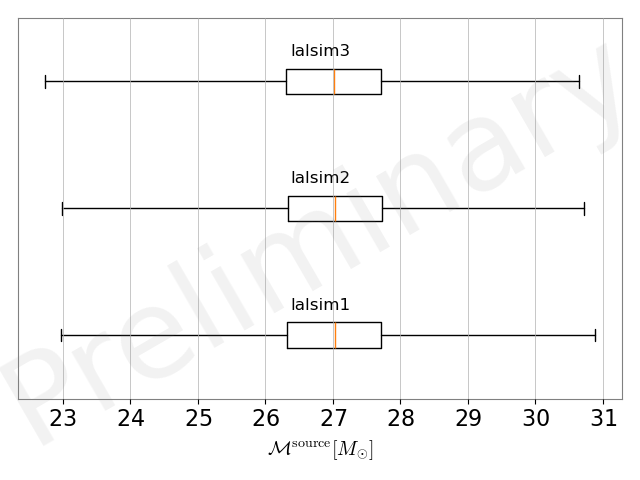 lalsim3
lalsim2
lalsim1
Preliminary
23 24 25 26 27 28 29 30 31
ℳ^source [M_⊙]